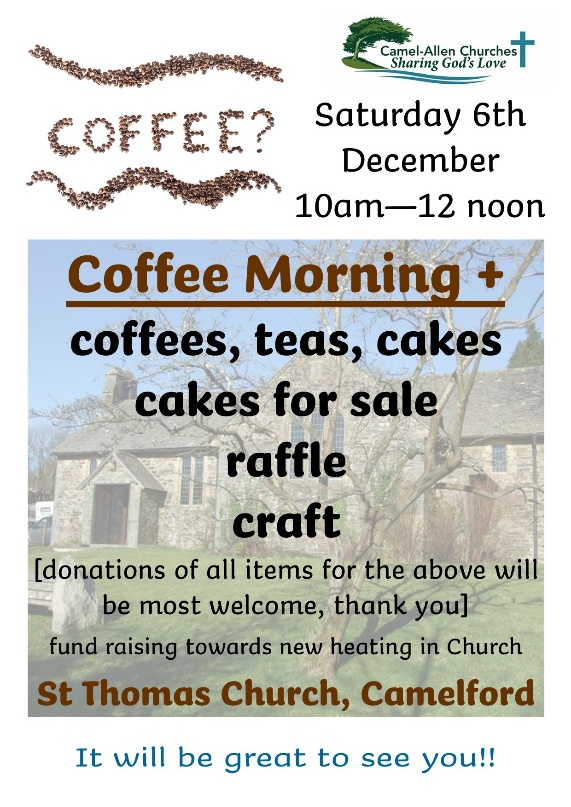 Camel-Allen Churches
Sharing God's Love
COFFEE?
Saturday 6th
December
10am—12 noon
Coffee Morning +
coffees, teas, cakes
cakes for sale
raffle
craft
[donations of all items for the above will
be most welcome, thank you]
fund raising towards new heating in Church
St Thomas Church, Camelford
It will be great to see you!!